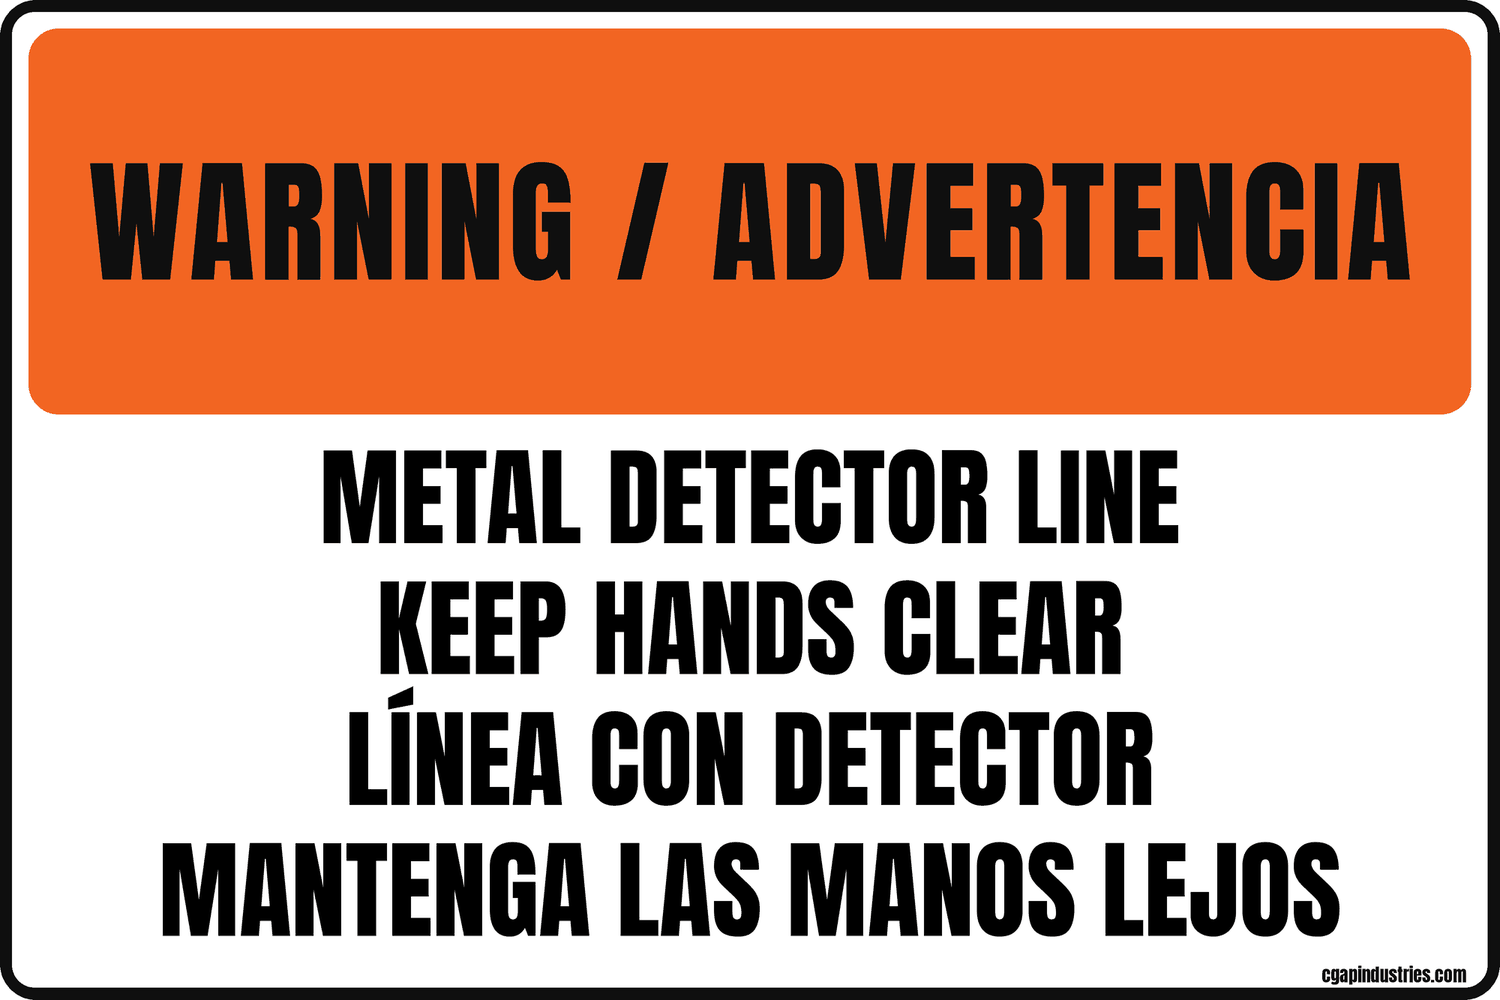 WARNING / ADVERTENCIA
METAL DETECTOR LINE
KEEP HANDS CLEAR
LÍNEA CON DETECTOR
MANTENGA LAS MANOS LEJOS
cgapindustries.com